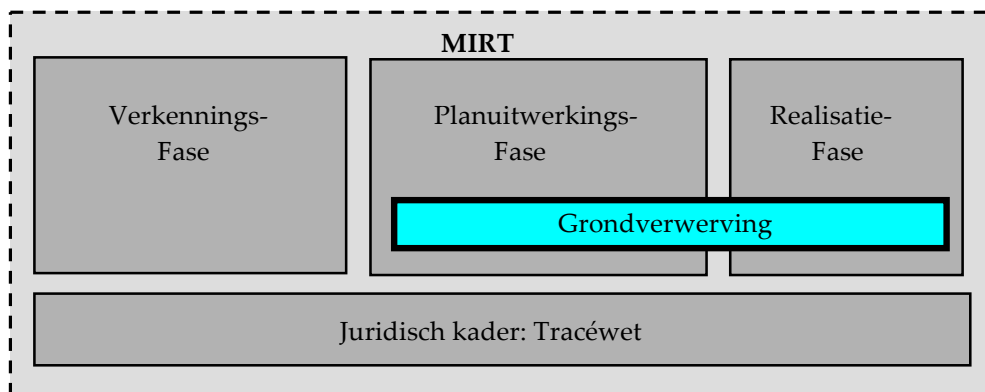 MIRT
Verkennings-
Fase
Planuitwerkings-
Fase
Realisatie-
Fase
Grondverwerving
Juridisch kader: Tracéwet